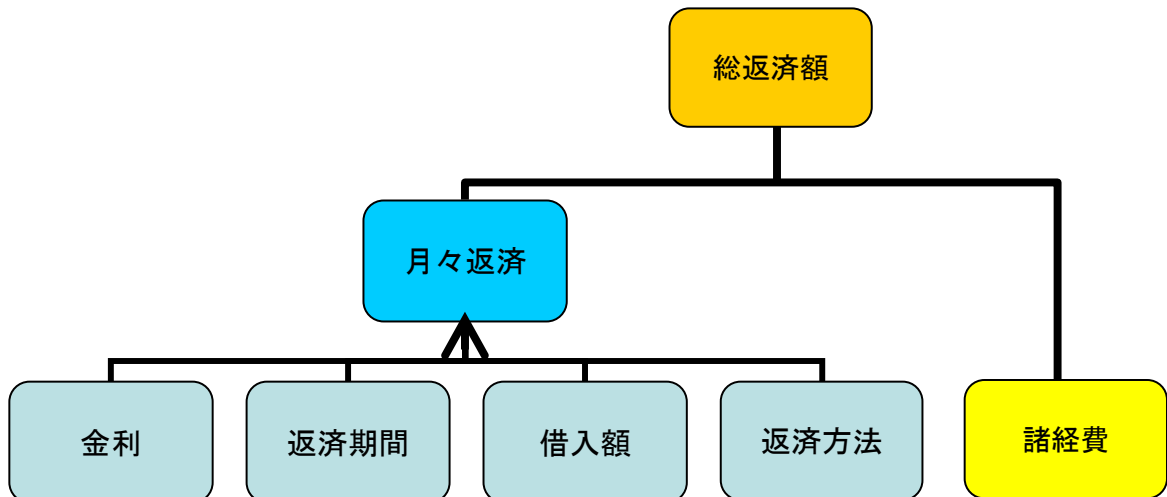 総返済額
月々返済
金利
返済期間
借入額
返済方法
諸経費